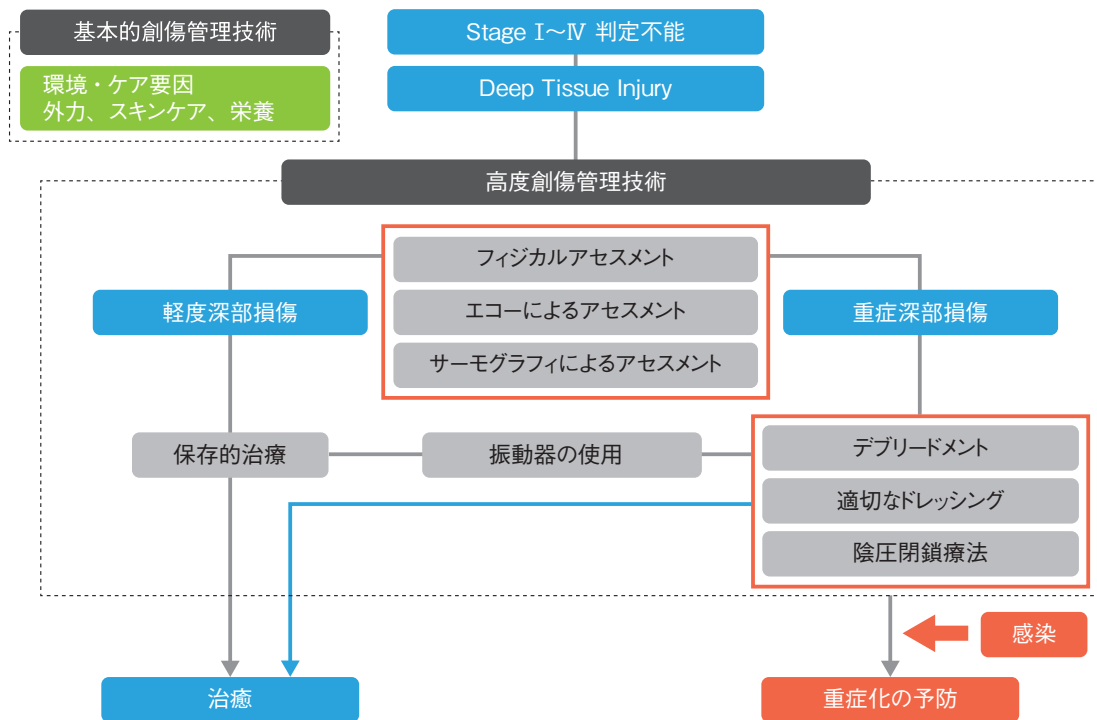 基本的創傷管理技術
環境・ケア要因
外力、スキンケア、栄養
Stage Ⅰ～Ⅳ 判定不能
Deep Tissue Injury
高度創傷管理技術
フィジカルアセスメント
エコーによるアセスメント
サーモグラフィによるアセスメント
軽度深部損傷
重症深部損傷
保存的治療
振動器の使用
デブリードメント
適切なドレッシング
陰圧閉鎖療法
感染
治癒
重症化の予防